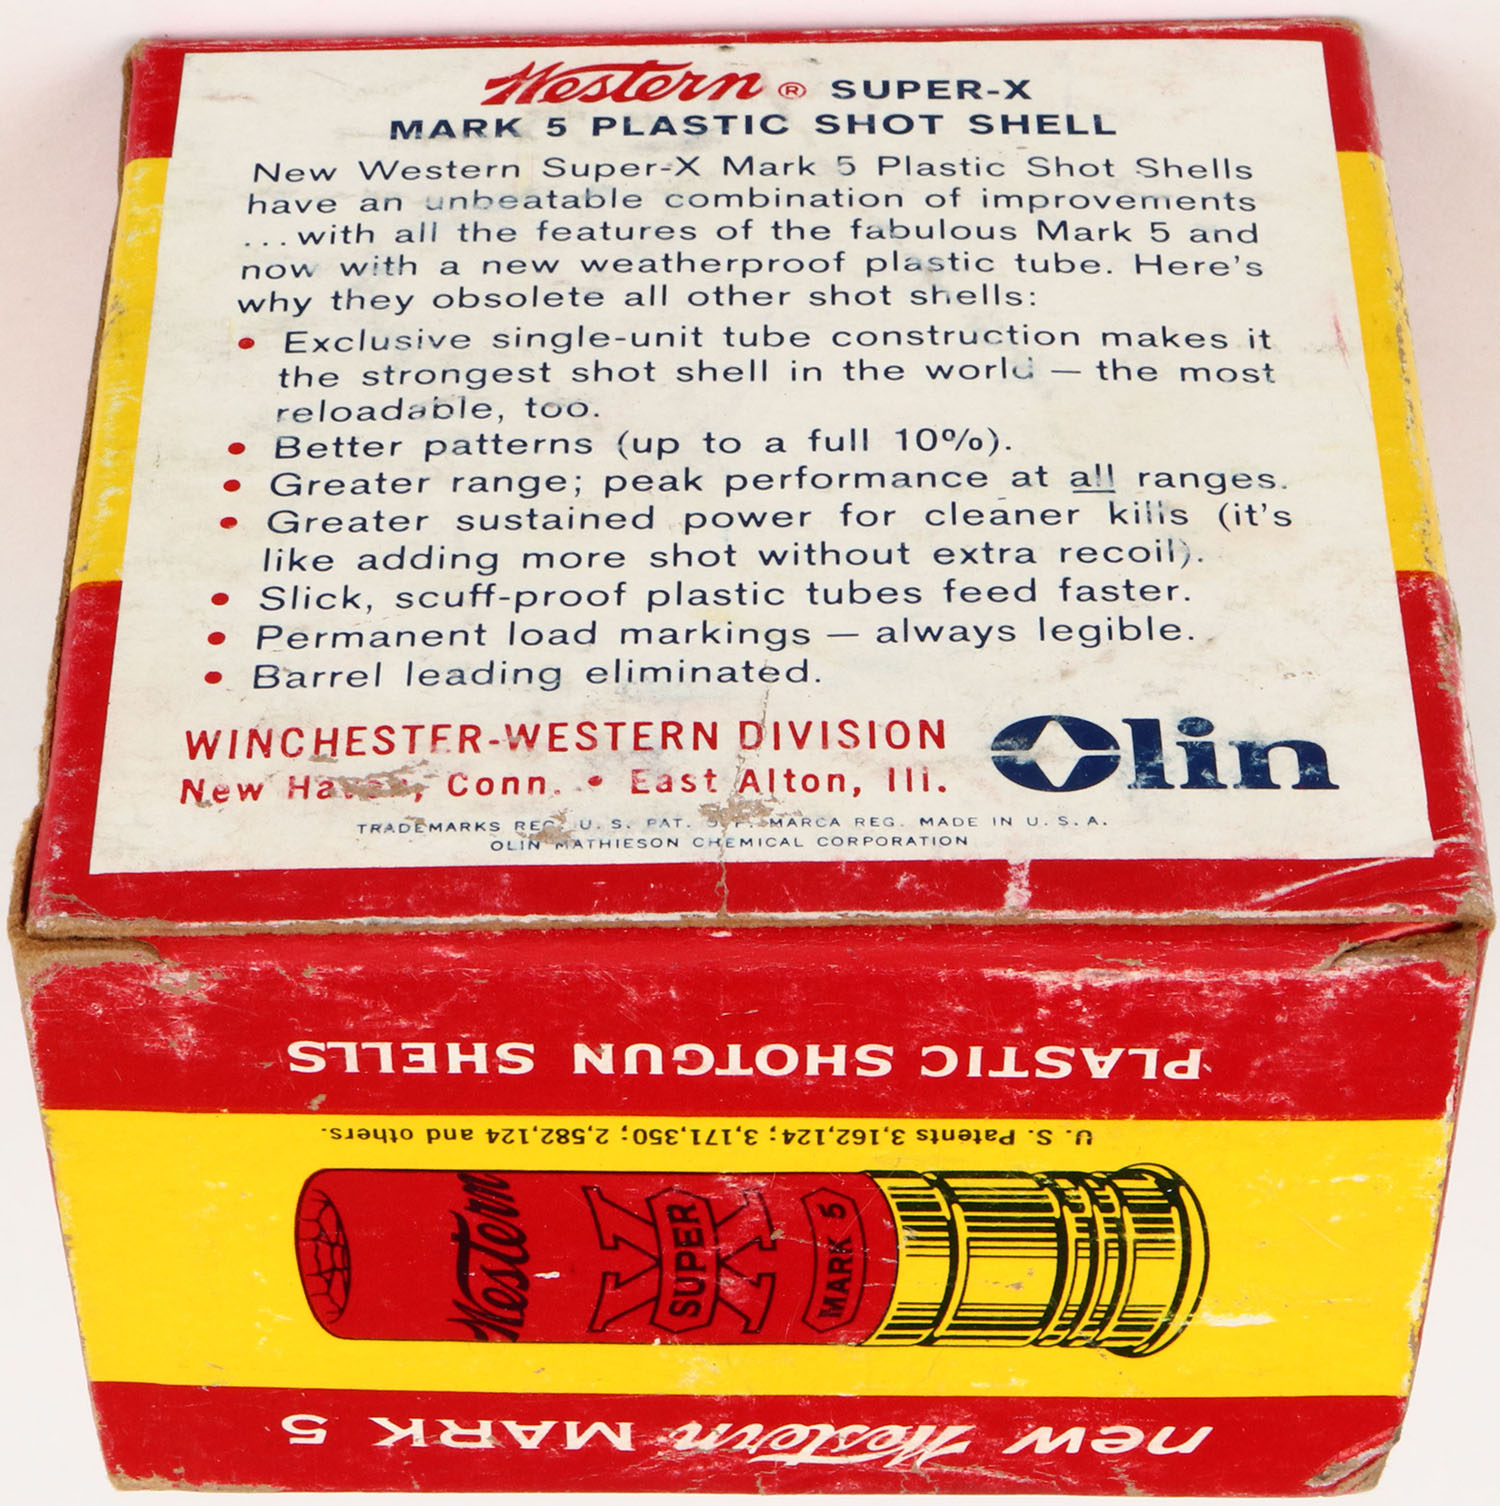 Western ® SUPER-X
MARK 5 PLASTIC SHOT SHELL
New Western Super-X Mark 5 Plastic Shot Shells
have an unbeatable combination of improvements
...with all the features of the fabulous Mark 5 and
now with a new weatherproof plastic tube. Here's
why they obsolete all other shot shells:
• Exclusive single-unit tube construction makes it
the strongest shot shell in the world — the most
reloadable, too.
• Better patterns (up to a full 10%).
• Greater range; peak performance at all ranges.
• Greater sustained power for cleaner kills (it's
like adding more shot without extra recoil).
• Slick, scuff-proof plastic tubes feed faster.
• Permanent load markings — always legible.
• Barrel leading eliminated.
WINCHESTER-WESTERN DIVISION
New Haven, Conn. • East Alton, Ill.
Olin
TRADEMARKS REG. U. S. PAT. MARCA REG. MADE IN U. S. A.
OLIN MATHIESON CHEMICAL CORPORATION
new Western MARK 5
Western
SUPER X
MARK 5
U. S. Patents 3,162,124; 3,171,350; 2,582,124 and others.
PLASTIC SHOTGUN SHELLS